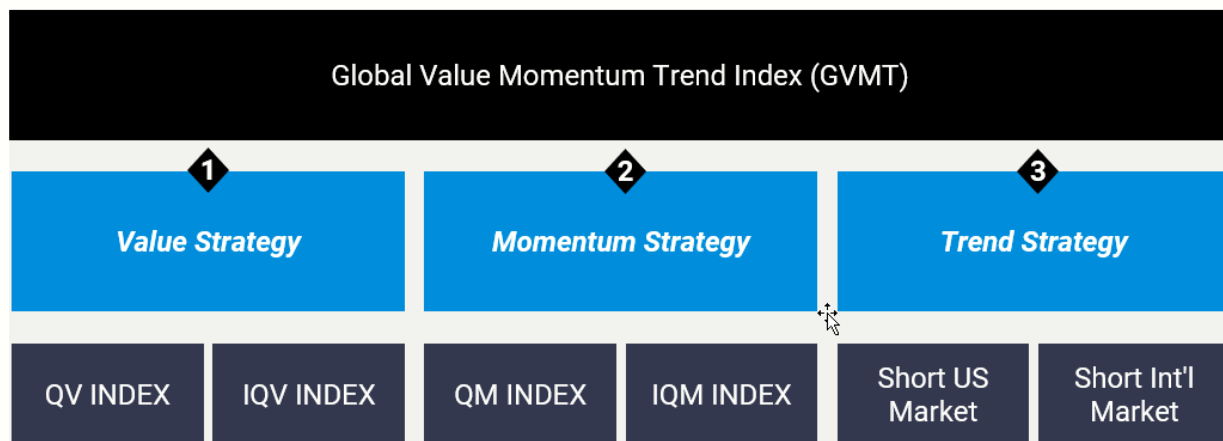 Global Value Momentum Trend Index (GVMT)
1
2
3
Value Strategy
Momentum Strategy
Trend Strategy
QV INDEX
IQV INDEX
QM INDEX
IQM INDEX
Short US
Market
Short Int'l
Market